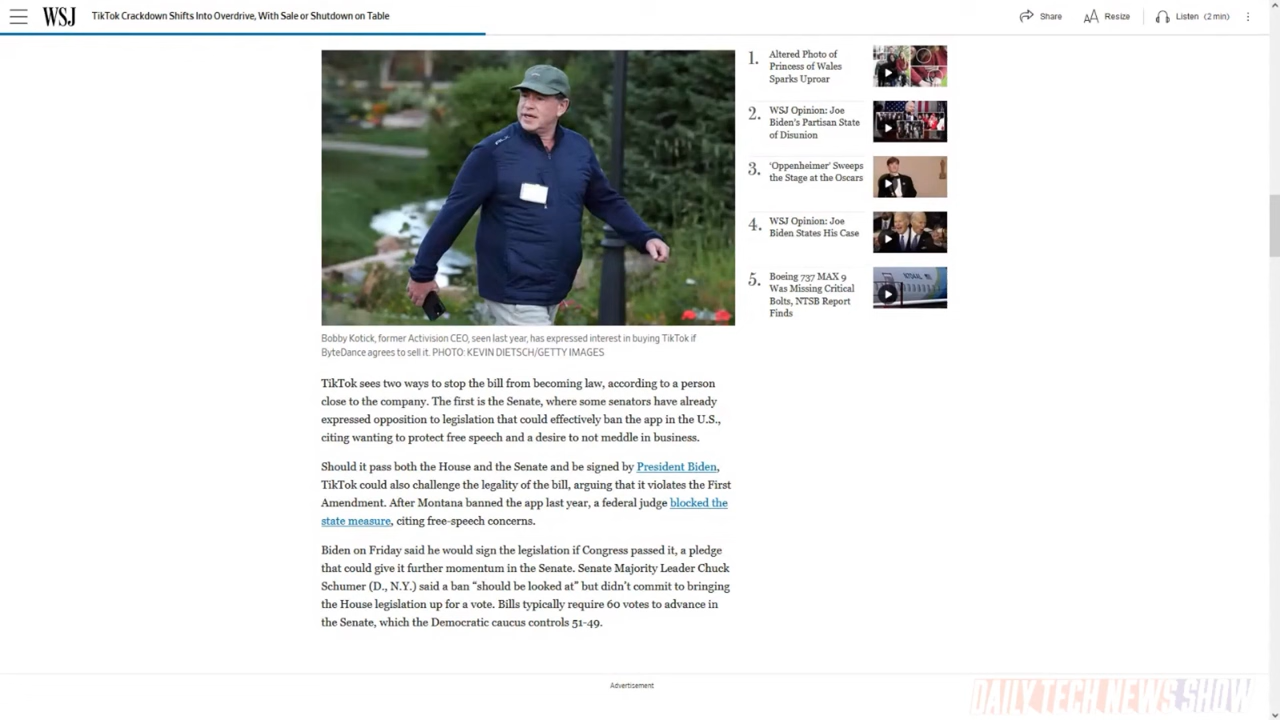 WSJ
TikTok Crackdown Shifts Into Overdrive, With Sale or Shutdown on Table
Share
Resize
Listen (2 min)
Bobby Kotick, former Activision CEO, seen last year, has expressed interest in buying TikTok if
ByteDance agrees to sell it. PHOTO: KEVIN DIETSCH/GETTY IMAGES
TikTok sees two ways to stop the bill from becoming law, according to a person
close to the company. The first is the Senate, where some senators have already
expressed opposition to legislation that could effectively ban the app in the U.S.,
citing wanting to protect free speech and a desire to not meddle in business.
Should it pass both the House and the Senate and be signed by President Biden,
TikTok could also challenge the legality of the bill, arguing that it violates the First
Amendment. After Montana banned the app last year, a federal judge blocked the
state measure, citing free-speech concerns.
Biden on Friday said he would sign the legislation if Congress passed it, a pledge
that could give it further momentum in the Senate. Senate Majority Leader Chuck
Schumer (D., N.Y.) said a ban “should be looked at” but didn’t commit to bringing
the House legislation up for a vote. Bills typically require 60 votes to advance in
the Senate, which the Democratic caucus controls 51-49.
1. Altered Photo of
Princess of Wales
Sparks Uproar
2. WSJ Opinion: Joe
Biden's Partisan State
of Disunion
3. ‘Oppenheimer’ Sweeps
the Stage at the Oscars
4. WSJ Opinion: Joe
Biden States His Case
5. Boeing 737 MAX 9
Was Missing Critical
Bolts, NTSB Report
Finds
Advertisement
DAILY TECH NEWS SHOW